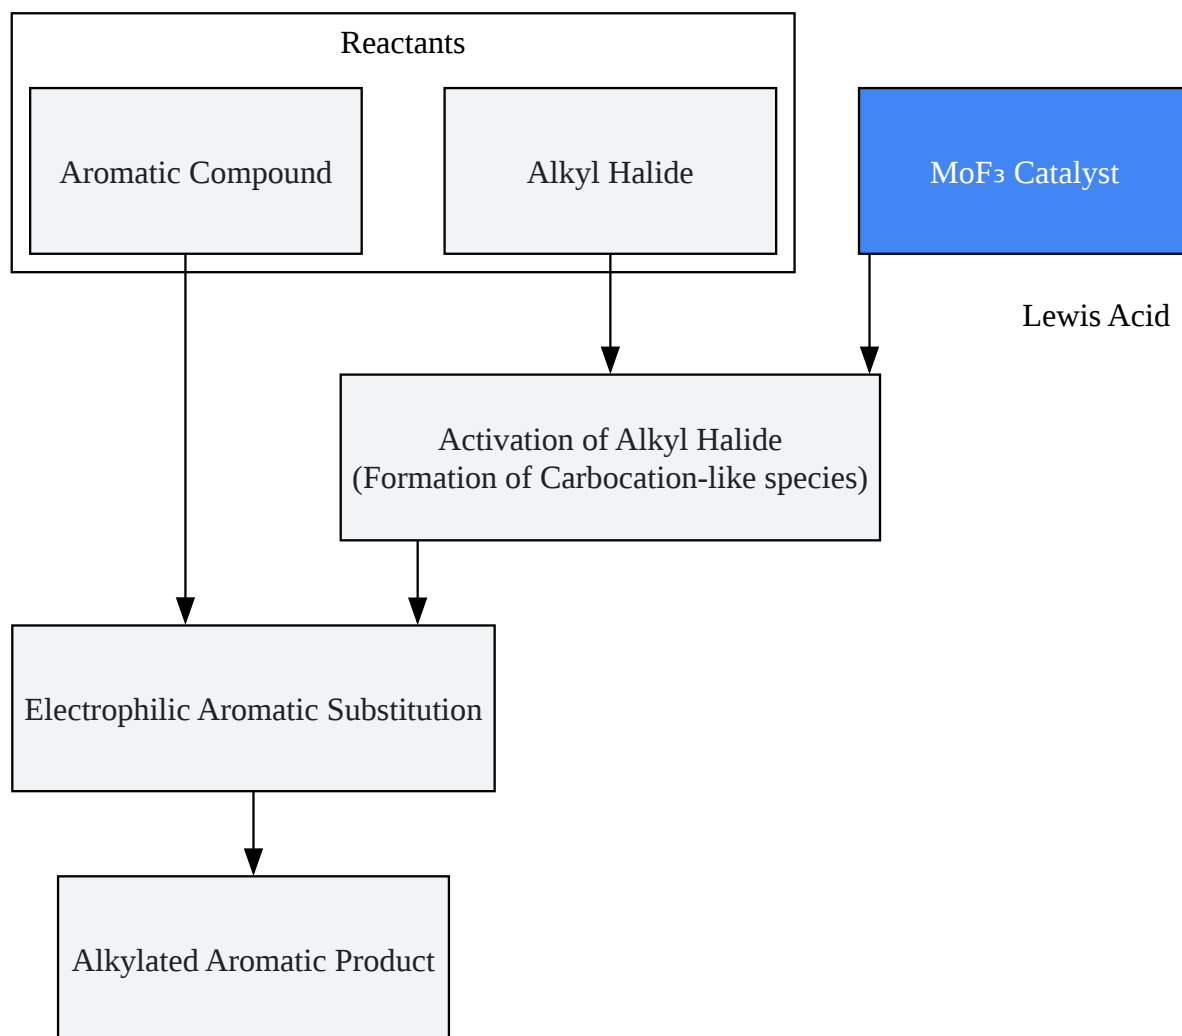 Reactants
Aromatic Compound
Alkyl Halide
MoF₃ Catalyst
Lewis Acid
Activation of Alkyl Halide
(Formation of Carbocation-like species)
Electrophilic Aromatic Substitution
Alkylated Aromatic Product